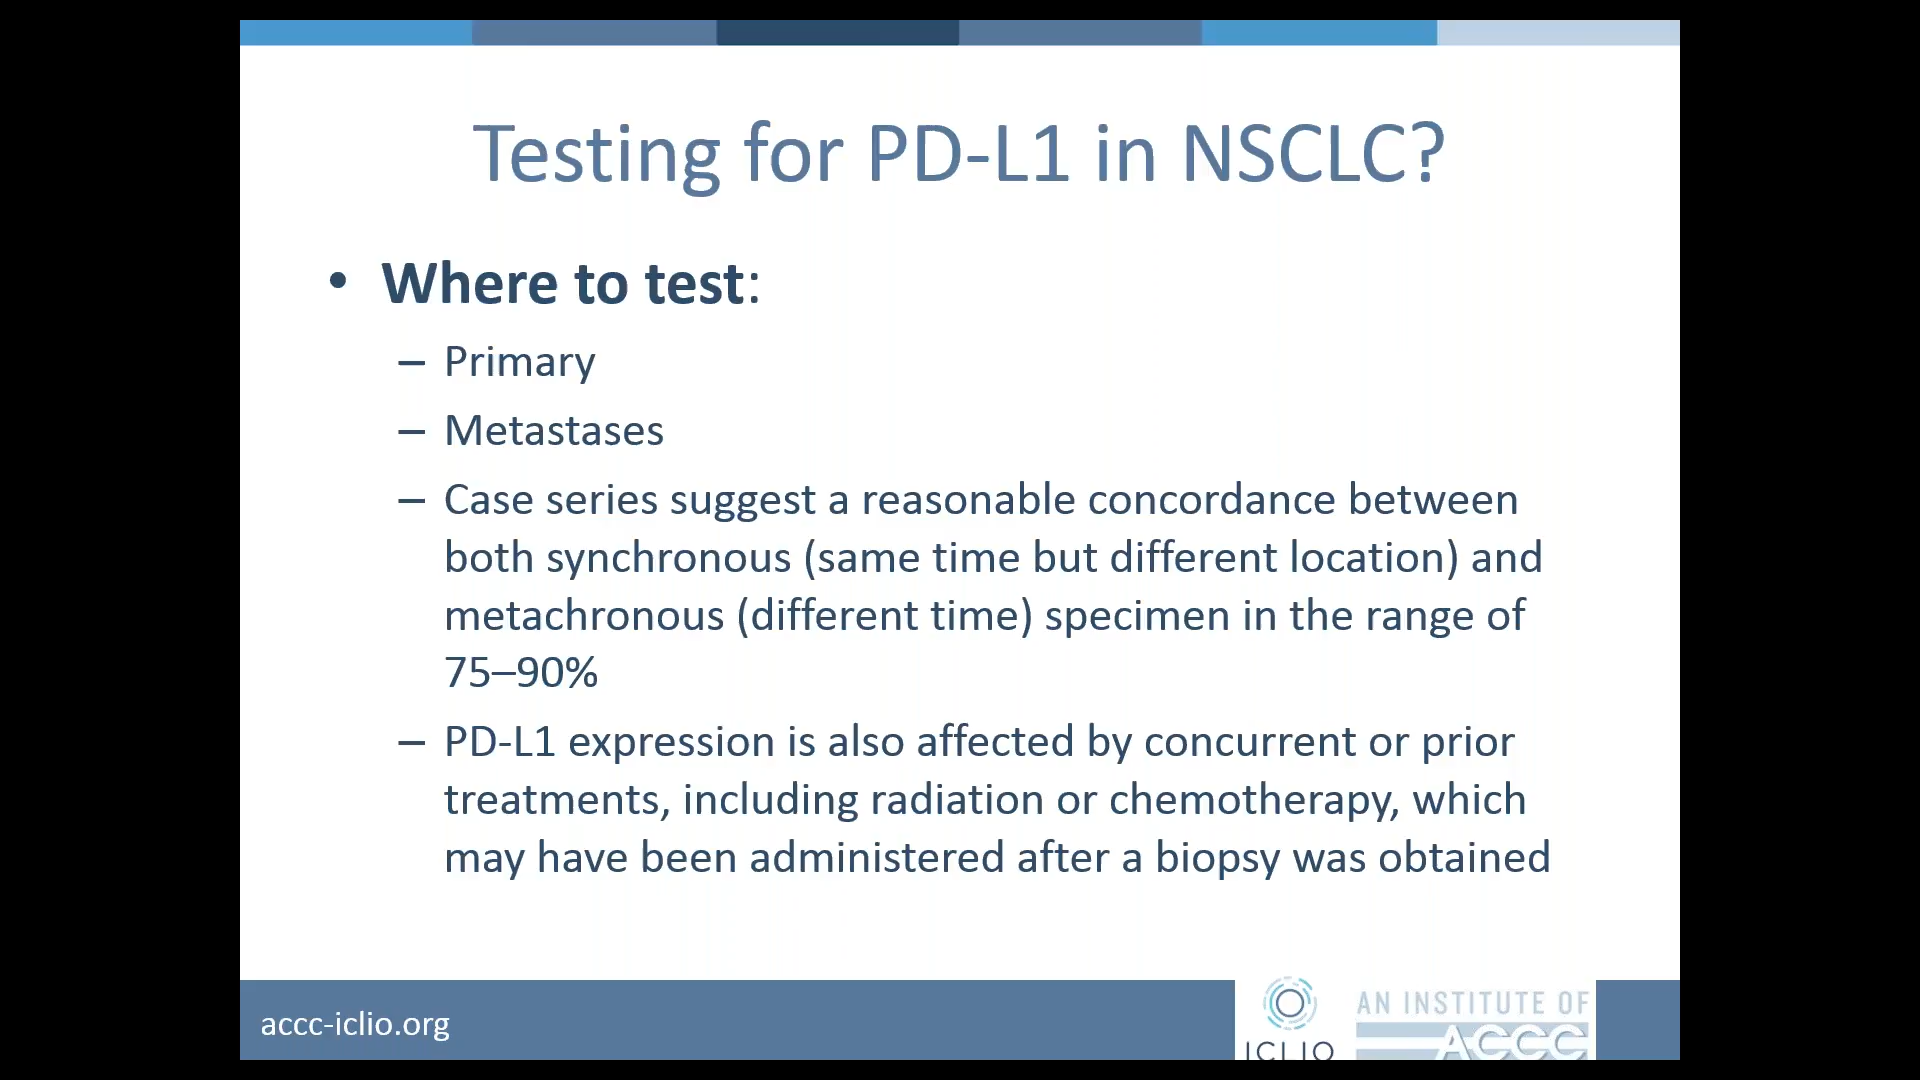 Testing for PD-L1 in NSCLC?
• Where to test:
– Primary
– Metastases
– Case series suggest a reasonable concordance between
both synchronous (same time but different location) and
metachronous (different time) specimen in the range of
75–90%
– PD-L1 expression is also affected by concurrent or prior
treatments, including radiation or chemotherapy, which
may have been administered after a biopsy was obtained
accc-iclio.org
ICLIO
AN INSTITUTE OF
ACCC